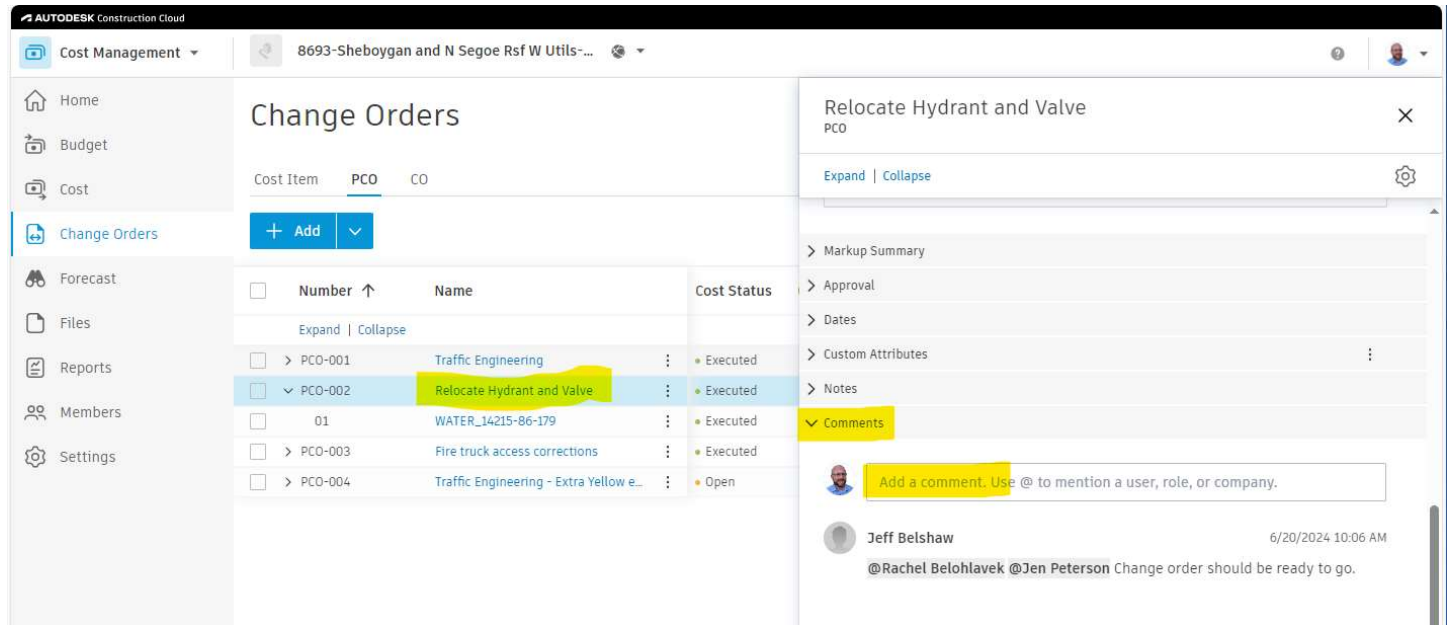 AUTODESK Construction Cloud
Cost Management
8693-Sheboygan and N Segoe Rsf W Utils-...
Home
Budget
Cost
Change Orders
Forecast
Files
Reports
Members
Settings
Change Orders
Cost Item PCO CO
+ Add
Number ↑ Name Cost Status
Expand | Collapse
PCO-001 Traffic Engineering Executed
PCO-002 Relocate Hydrant and Valve Executed
01 WATER_14215-86-179 Executed
PCO-003 Fire truck access corrections Executed
PCO-004 Traffic Engineering - Extra Yellow e... Open
Relocate Hydrant and Valve
PCO
Expand | Collapse
Markup Summary
Approval
Dates
Custom Attributes
Notes
Comments
Add a comment. Use @ to mention a user, role, or company.
Jeff Belshaw 6/20/2024 10:06 AM
@Rachel Belohlavek @Jen Peterson Change order should be ready to go.